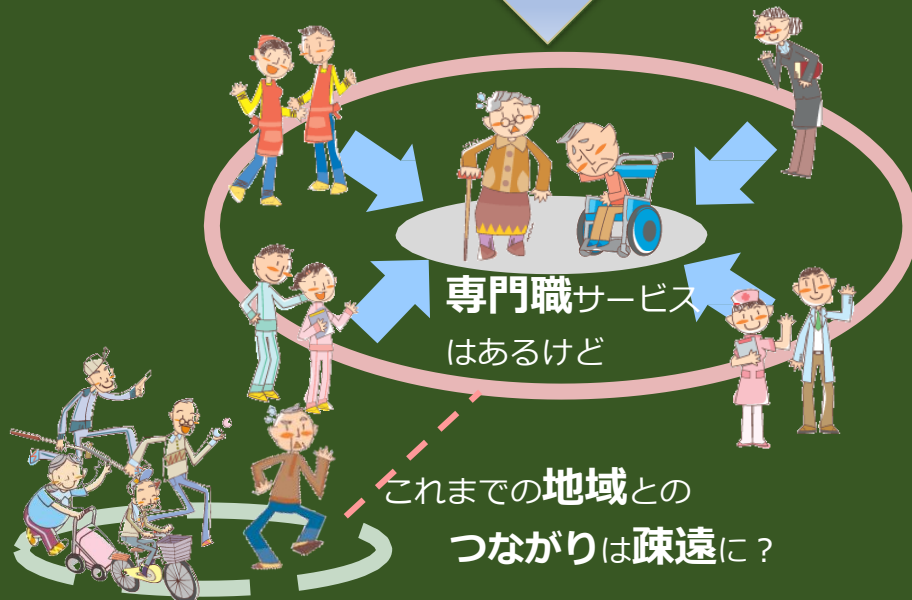 専門職サービス
はあるけど
これまでの地域との
つながりは疎遠に？